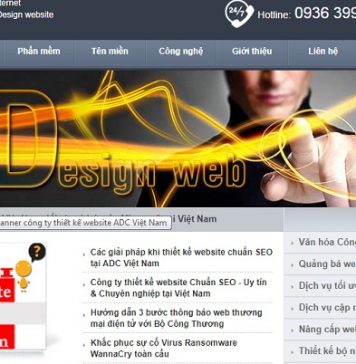 ternet
Design website
24/7
Hotline: 0936 399
Phần mềm Tên miền Công nghệ Giới thiệu Liên hệ
Design web
anner công ty thiết kế website ADC Việt Nam
i Việt Nam
Các giải pháp khi thiết kế website chuẩn SEO
tại ADC Việt Nam
Công ty thiết kế website Chuẩn SEO - Uy tín
& Chuyên nghiệp tại Việt Nam
Hướng dẫn 3 bước thông báo web thương
mại điện tử với Bộ Công Thương
Khắc phục sự cố Virus Ransomware
WannaCry toàn cầu
Văn hóa Côn
Quảng bá we
Dịch vụ tối ư
Dịch vụ cập n
Nâng cấp we
Thiết kế bộ n
?
te